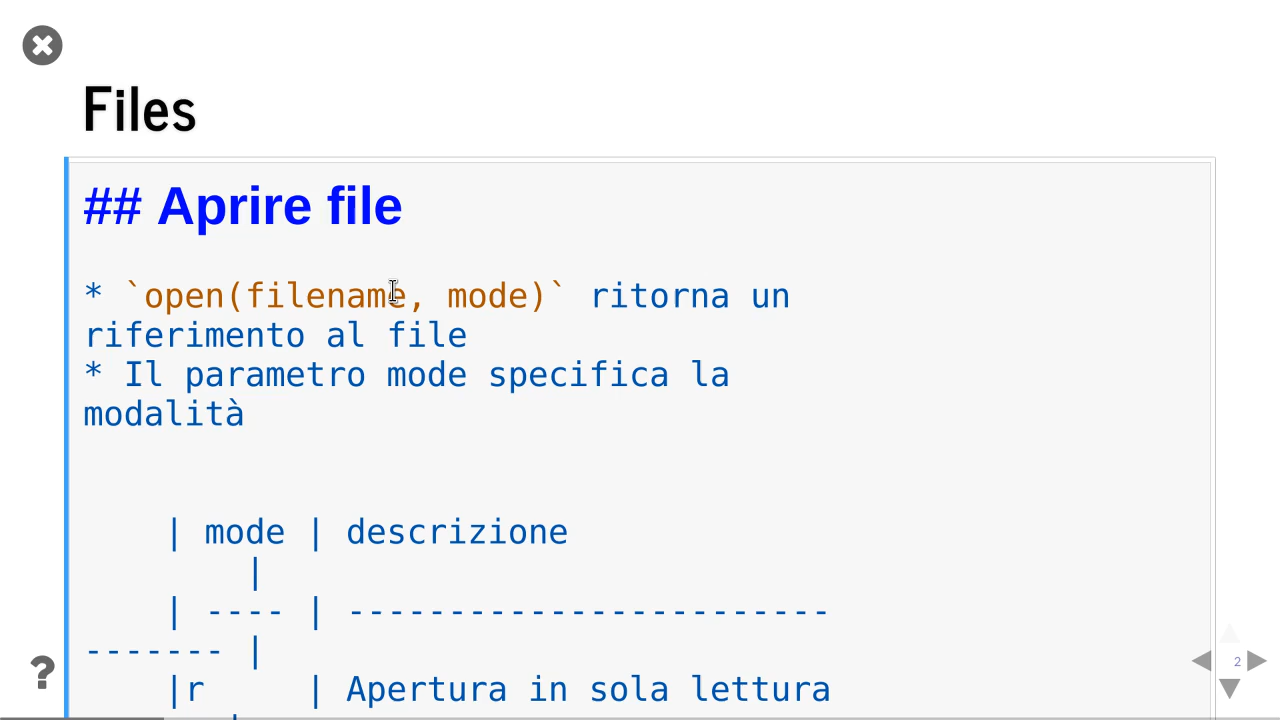 Files
## Aprire file
* `open(filename, mode)` ritorna un
riferimento al file
* Il parametro mode specifica la
modalità
| mode | descrizione
|
| ---- | ------------------------
------- |
|r     | Apertura in sola lettura
?
2